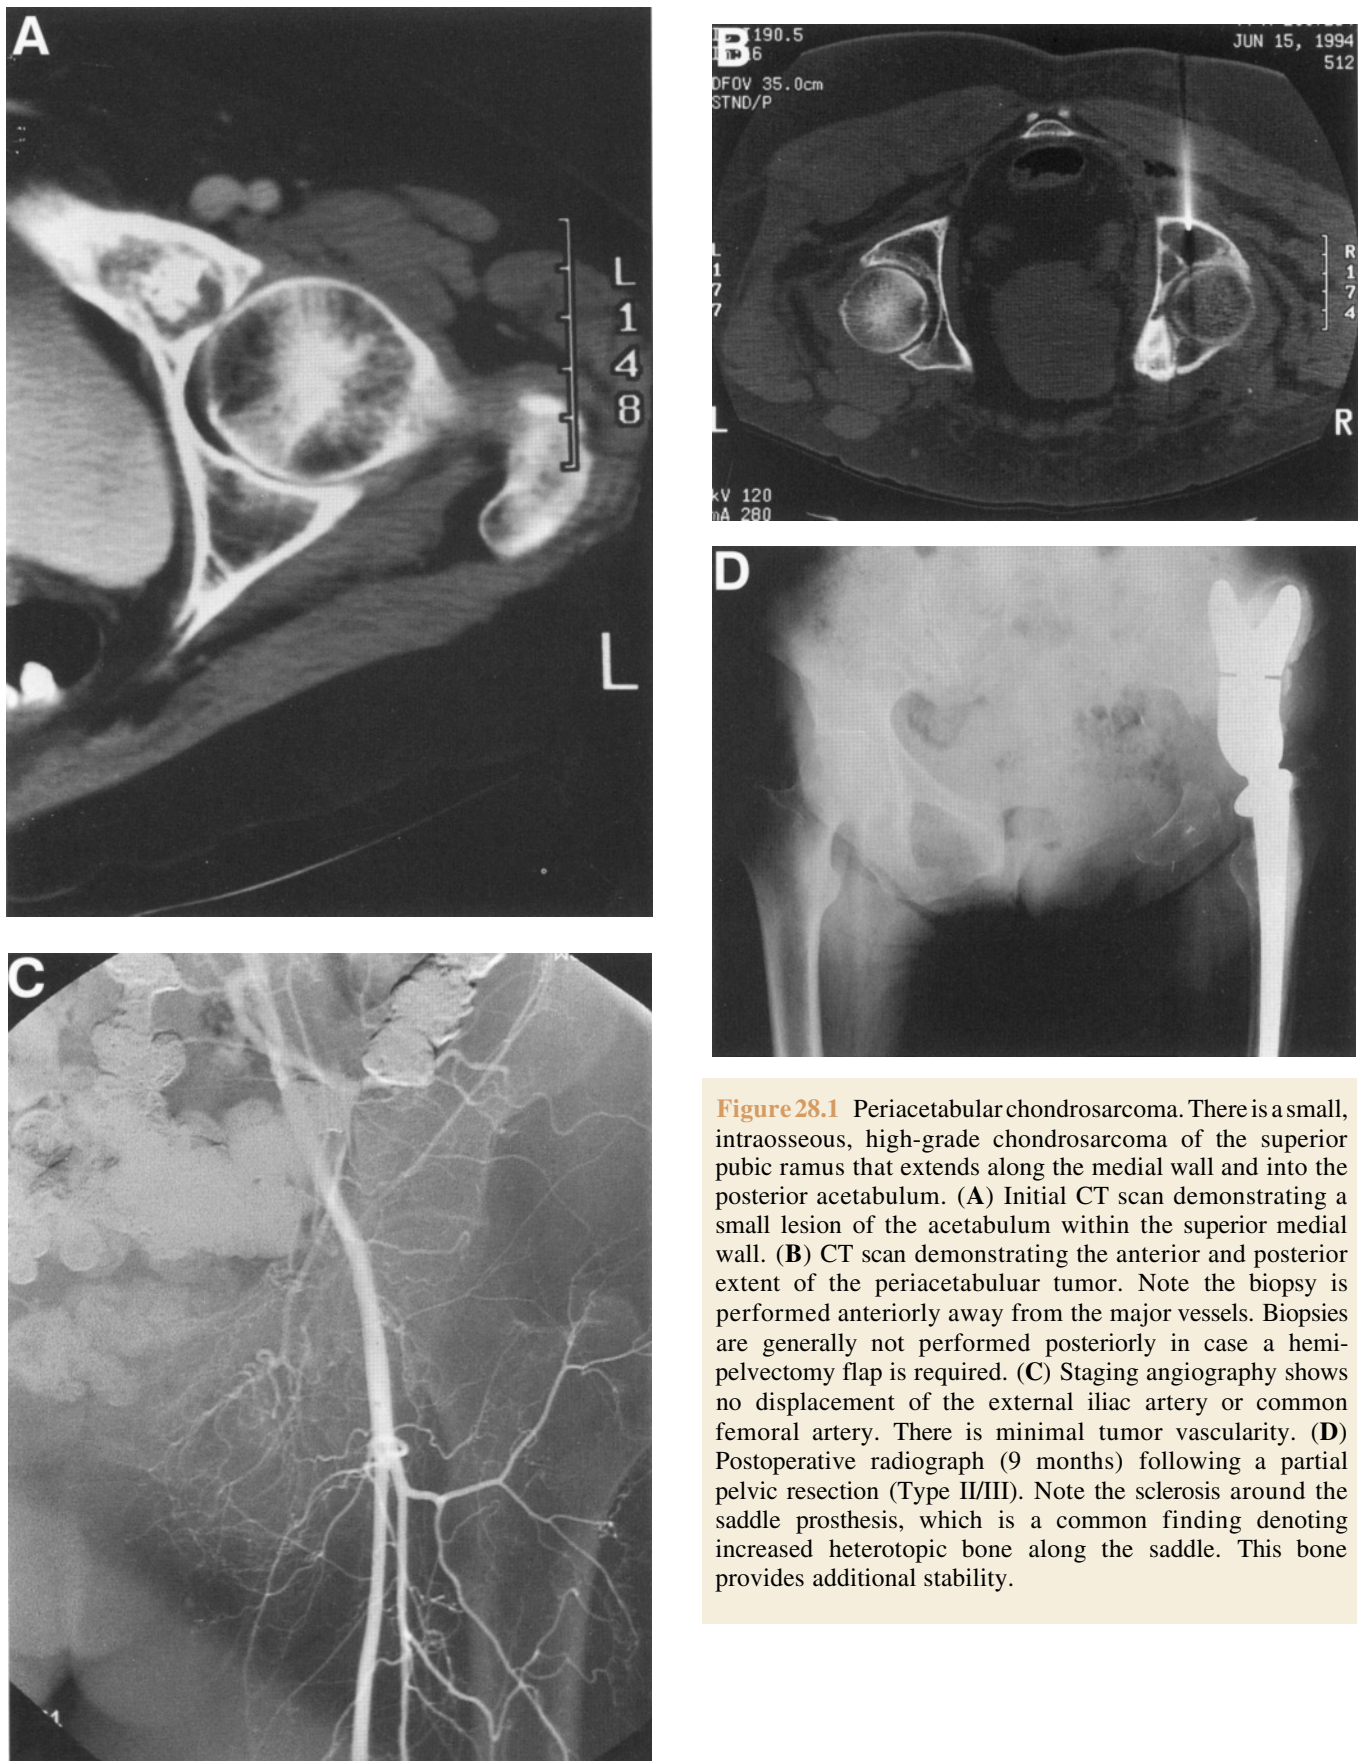 A
L
1
4
8
L
B
190.5
JUN 15, 1994
512
DFOV 35.0cm
STND/P
L
1
7
7
R
1
7
4
L
R
kV 120
mA 280
D
C
Figure 28.1 Periacetabular chondrosarcoma. There is a small,
intraosseous, high-grade chondrosarcoma of the superior
pubic ramus that extends along the medial wall and into the
posterior acetabulum. (A) Initial CT scan demonstrating a
small lesion of the acetabulum within the superior medial
wall. (B) CT scan demonstrating the anterior and posterior
extent of the periacetabuluar tumor. Note the biopsy is
performed anteriorly away from the major vessels. Biopsies
are generally not performed posteriorly in case a hemi-
pelvectomy flap is required. (C) Staging angiography shows
no displacement of the external iliac artery or common
femoral artery. There is minimal tumor vascularity. (D)
Postoperative radiograph (9 months) following a partial
pelvic resection (Type II/III). Note the sclerosis around the
saddle prosthesis, which is a common finding denoting
increased heterotopic bone along the saddle. This bone
provides additional stability.